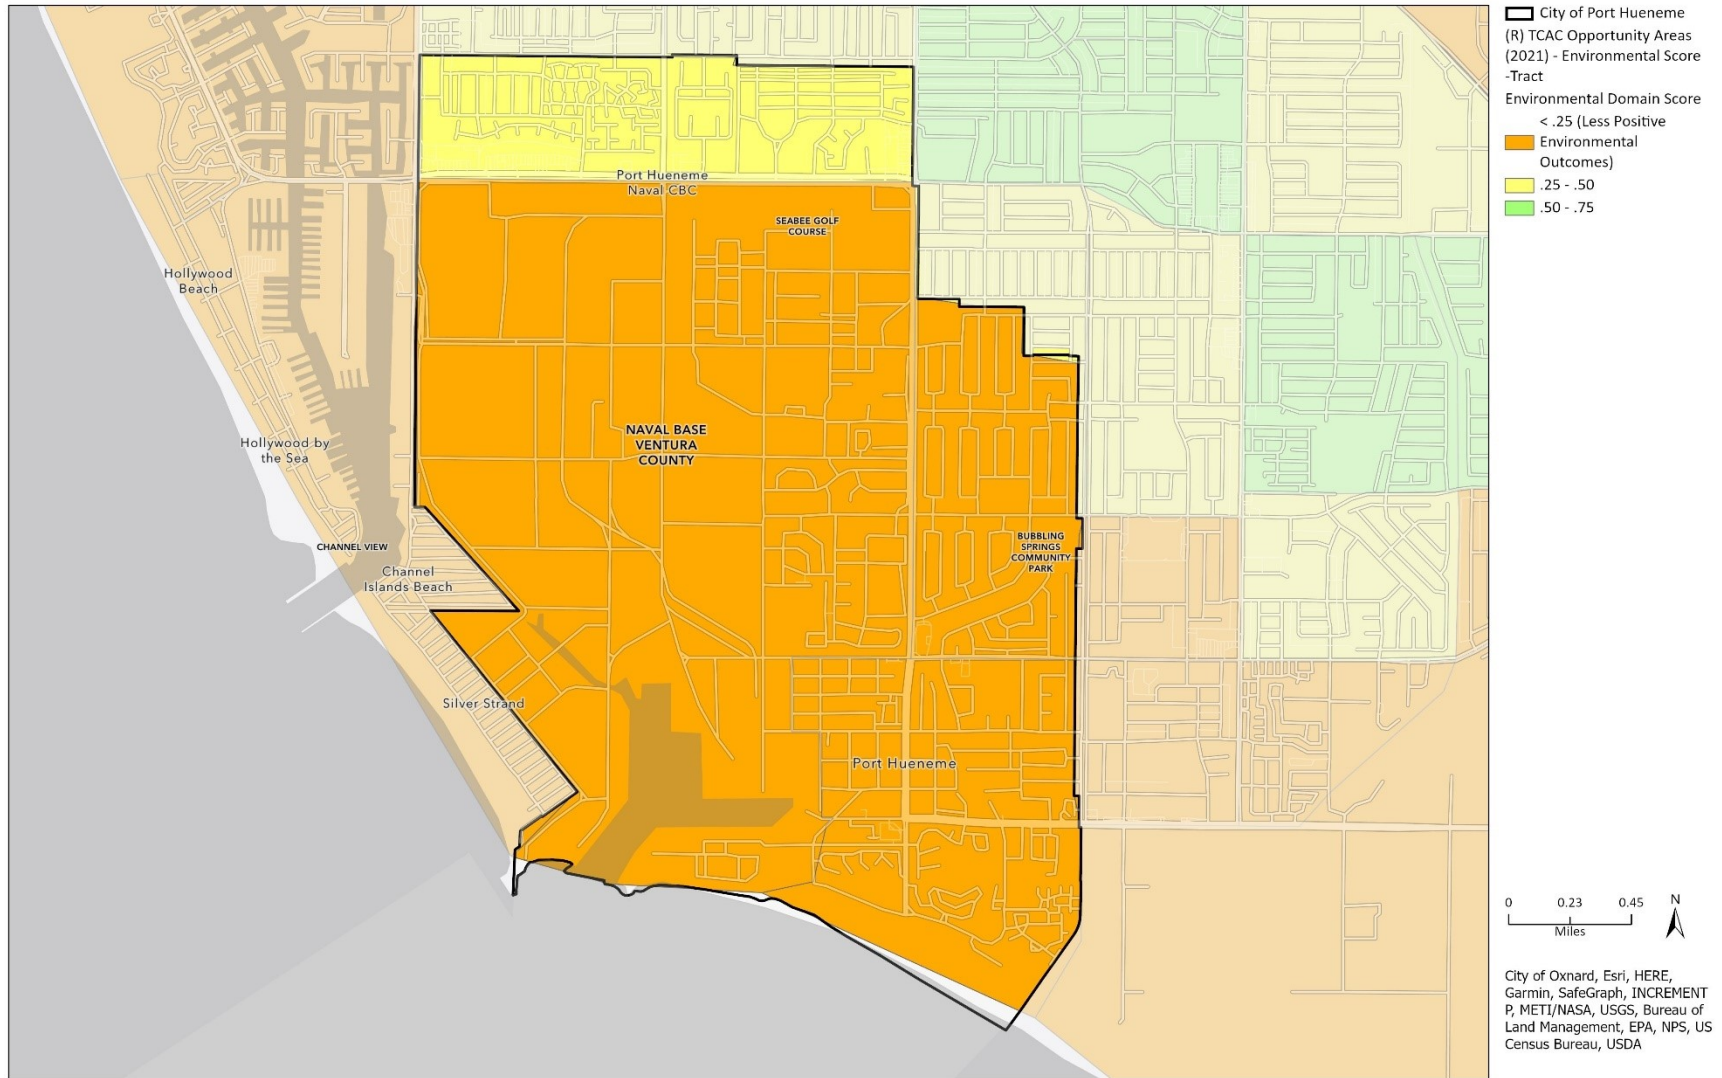 City of Port Hueneme
(R) TCAC Opportunity Areas
(2021) - Environmental Score
-Tract
Environmental Domain Score
< .25 (Less Positive
Environmental
Outcomes)
.25 - .50
.50 - .75
Port Hueneme
Naval CBC
SEABEE GOLF
COURSE
Hollywood
Beach
NAVAL BASE
VENTURA
COUNTY
Hollywood by
the Sea
CHANNEL VIEW
BUBBLING
SPRINGS
COMMUNITY
PARK
Channel
Islands Beach
Silver Strand
Port Hueneme
0 0.23 0.45
Miles
N
City of Oxnard, Esri, HERE,
Garmin, SafeGraph, INCREMENT
P, METI/NASA, USGS, Bureau of
Land Management, EPA, NPS, US
Census Bureau, USDA